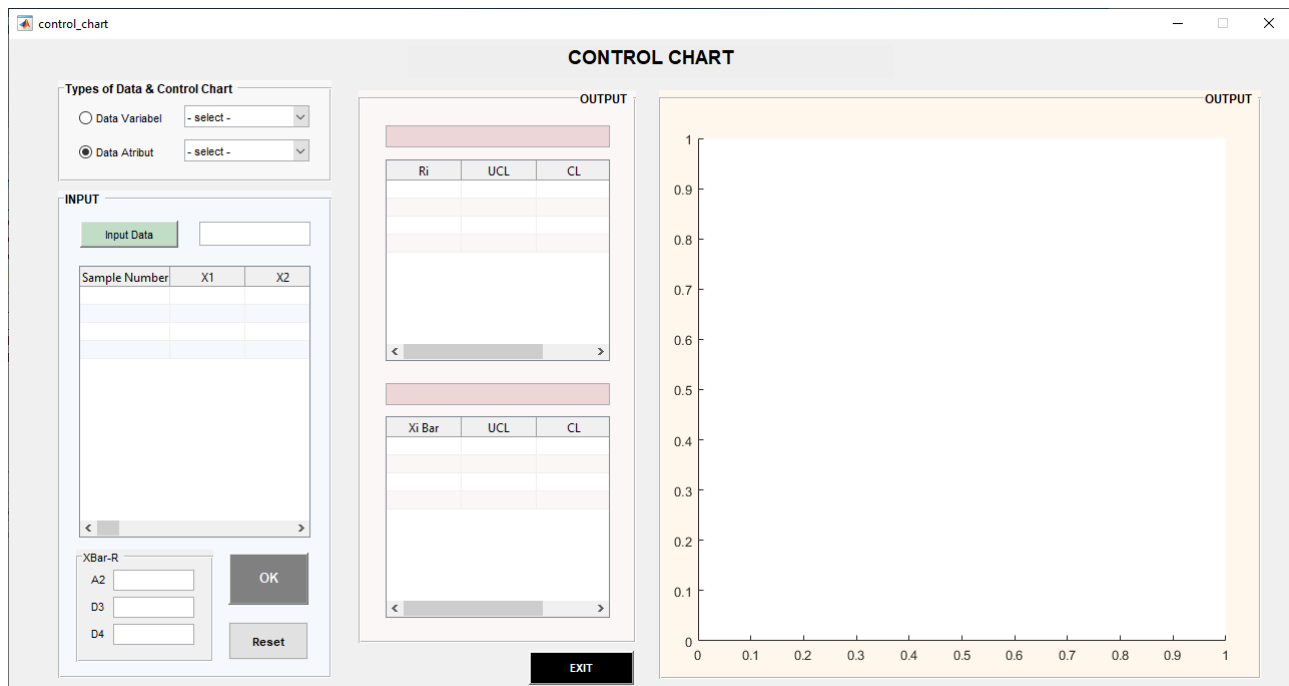 control_chart
CONTROL CHART
Types of Data & Control Chart
Data Variabel
- select -
Data Atribut
- select -
INPUT
Input Data
Sample Number X1 X2
XBar-R
A2
D3
D4
OK
Reset
OUTPUT
Ri UCL CL
Xi Bar UCL CL
EXIT
OUTPUT
1
0.9
0.8
0.7
0.6
0.5
0.4
0.3
0.2
0.1
0
0 0.1 0.2 0.3 0.4 0.5 0.6 0.7 0.8 0.9 1